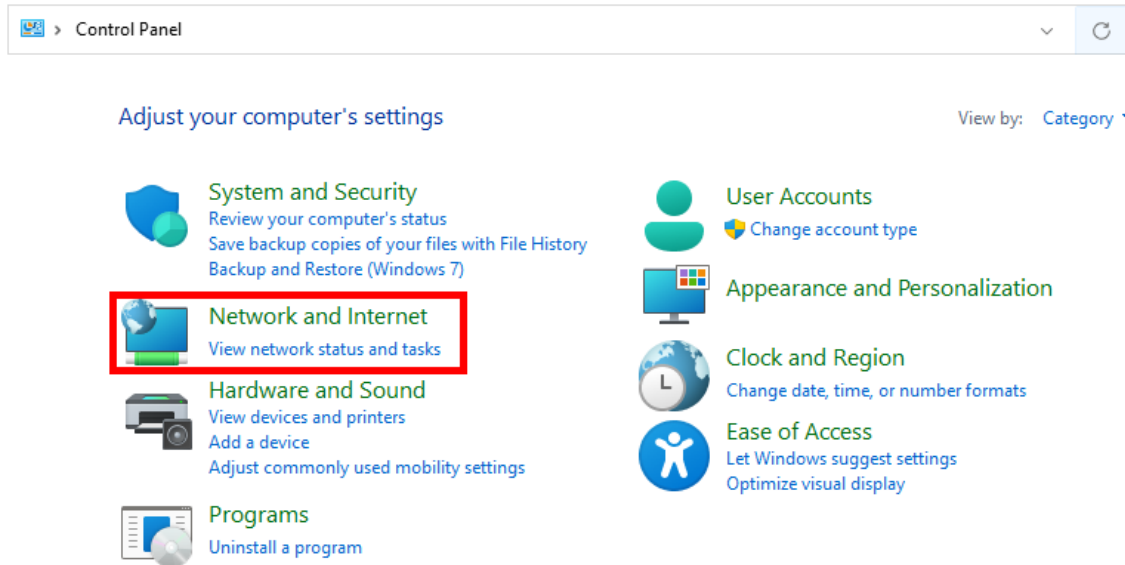 Control Panel
Adjust your computer's settings
View by: Category
System and Security
Review your computer's status
Save backup copies of your files with File History
Backup and Restore (Windows 7)
Network and Internet
View network status and tasks
Hardware and Sound
View devices and printers
Add a device
Adjust commonly used mobility settings
Programs
Uninstall a program
User Accounts
Change account type
Appearance and Personalization
Clock and Region
Change date, time, or number formats
Ease of Access
Let Windows suggest settings
Optimize visual display